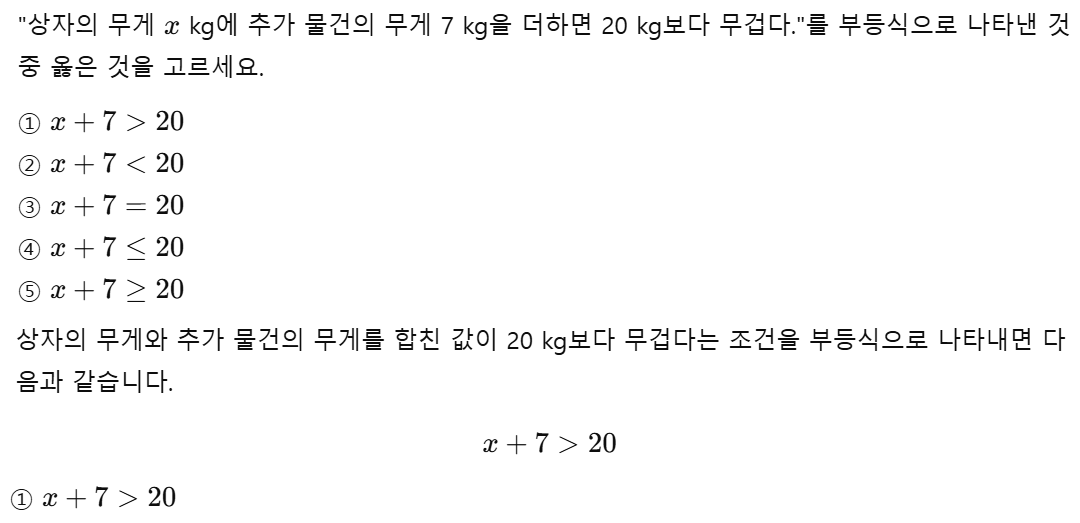 "상자의 무게 x kg에 추가 물건의 무게 7 kg을 더하면 20 kg보다 무겁다."를 부등식으로 나타낸 것
중 옳은 것을 고르세요.
① x + 7 > 20
② x + 7 < 20
③ x + 7 = 20
④ x + 7 ≤ 20
⑤ x + 7 ≥ 20
상자의 무게와 추가 물건의 무게를 합친 값이 20 kg보다 무겁다는 조건을 부등식으로 나타내면 다
음과 같습니다.
x + 7 > 20
① x + 7 > 20